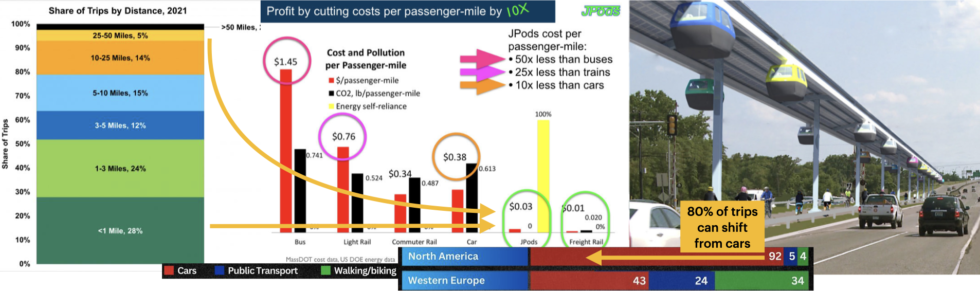 Share of Trips by Distance, 2021
Share of Trips
100%
90%
80%
70%
60%
50%
40%
30%
20%
10%
0%
>50 Miles,
25-50 Miles, 5%
10-25 Miles, 14%
5-10 Miles, 15%
3-5 Miles, 12%
1-3 Miles, 24%
<1 Mile, 28%
Profit by cutting costs per passenger-mile by 10X
JPODS
Cost and Pollution
per Passenger-mile
$/passenger-mile
CO2, lb/passenger-mile
Energy self-reliance
JPods cost per
passenger-mile:
• 50x less than buses
• 25x less than trains
• 10x less than cars
$1.45
0.741
$0.76
0.524
$0.34
0.487
$0.38
0.613
$0.03
0
100%
$0.01
0.020
0%
Bus
Light Rail
Commuter Rail
Car
JPods
Freight Rail
MassDOT cost data, US DOE energy data
80% of trips
can shift
from cars
Cars
Public Transport
Walking/biking
North America
92
5
4
Western Europe
43
24
34